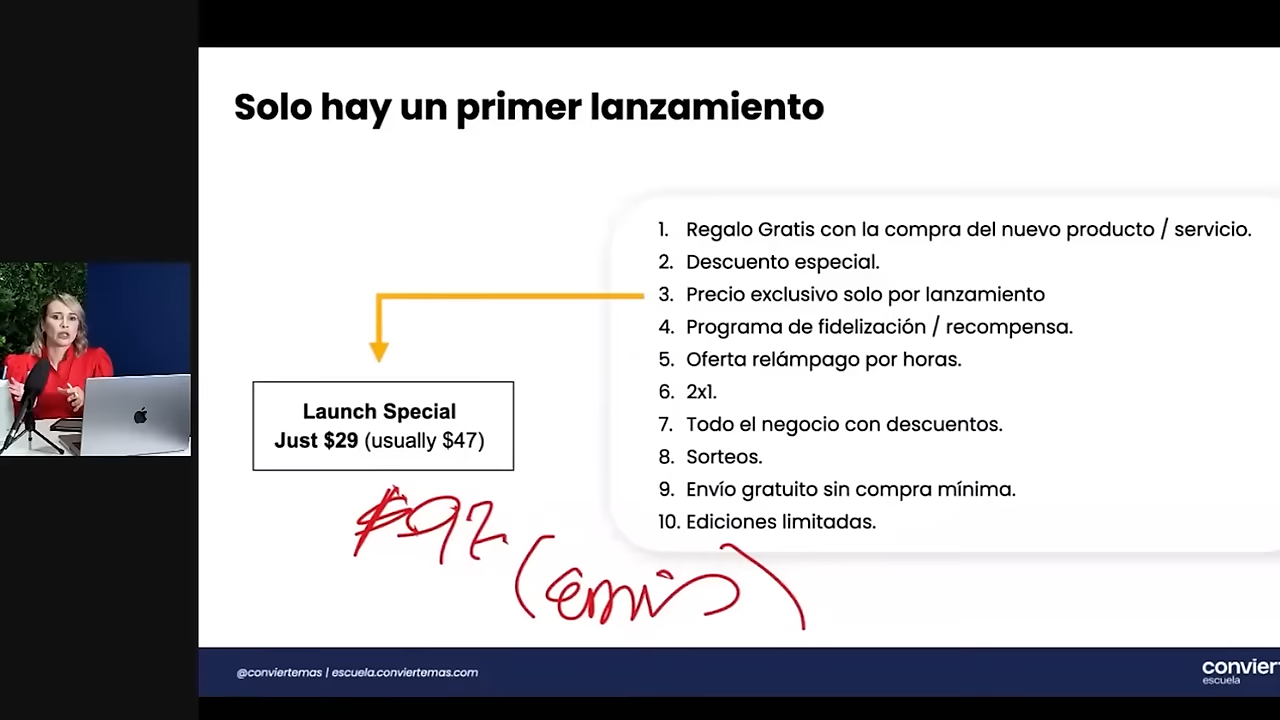 Solo hay un primer lanzamiento
1. Regalo Gratis con la compra del nuevo producto / servicio.
2. Descuento especial.
3. Precio exclusivo solo por lanzamiento
4. Programa de fidelización / recompensa.
5. Oferta relámpago por horas.
6. 2x1.
7. Todo el negocio con descuentos.
8. Sorteos.
9. Envío gratuito sin compra mínima.
10. Ediciones limitadas.
Launch Special
Just $29 (usually $47)
@conviertemas | escuela.conviertemas.com
convier
escuela